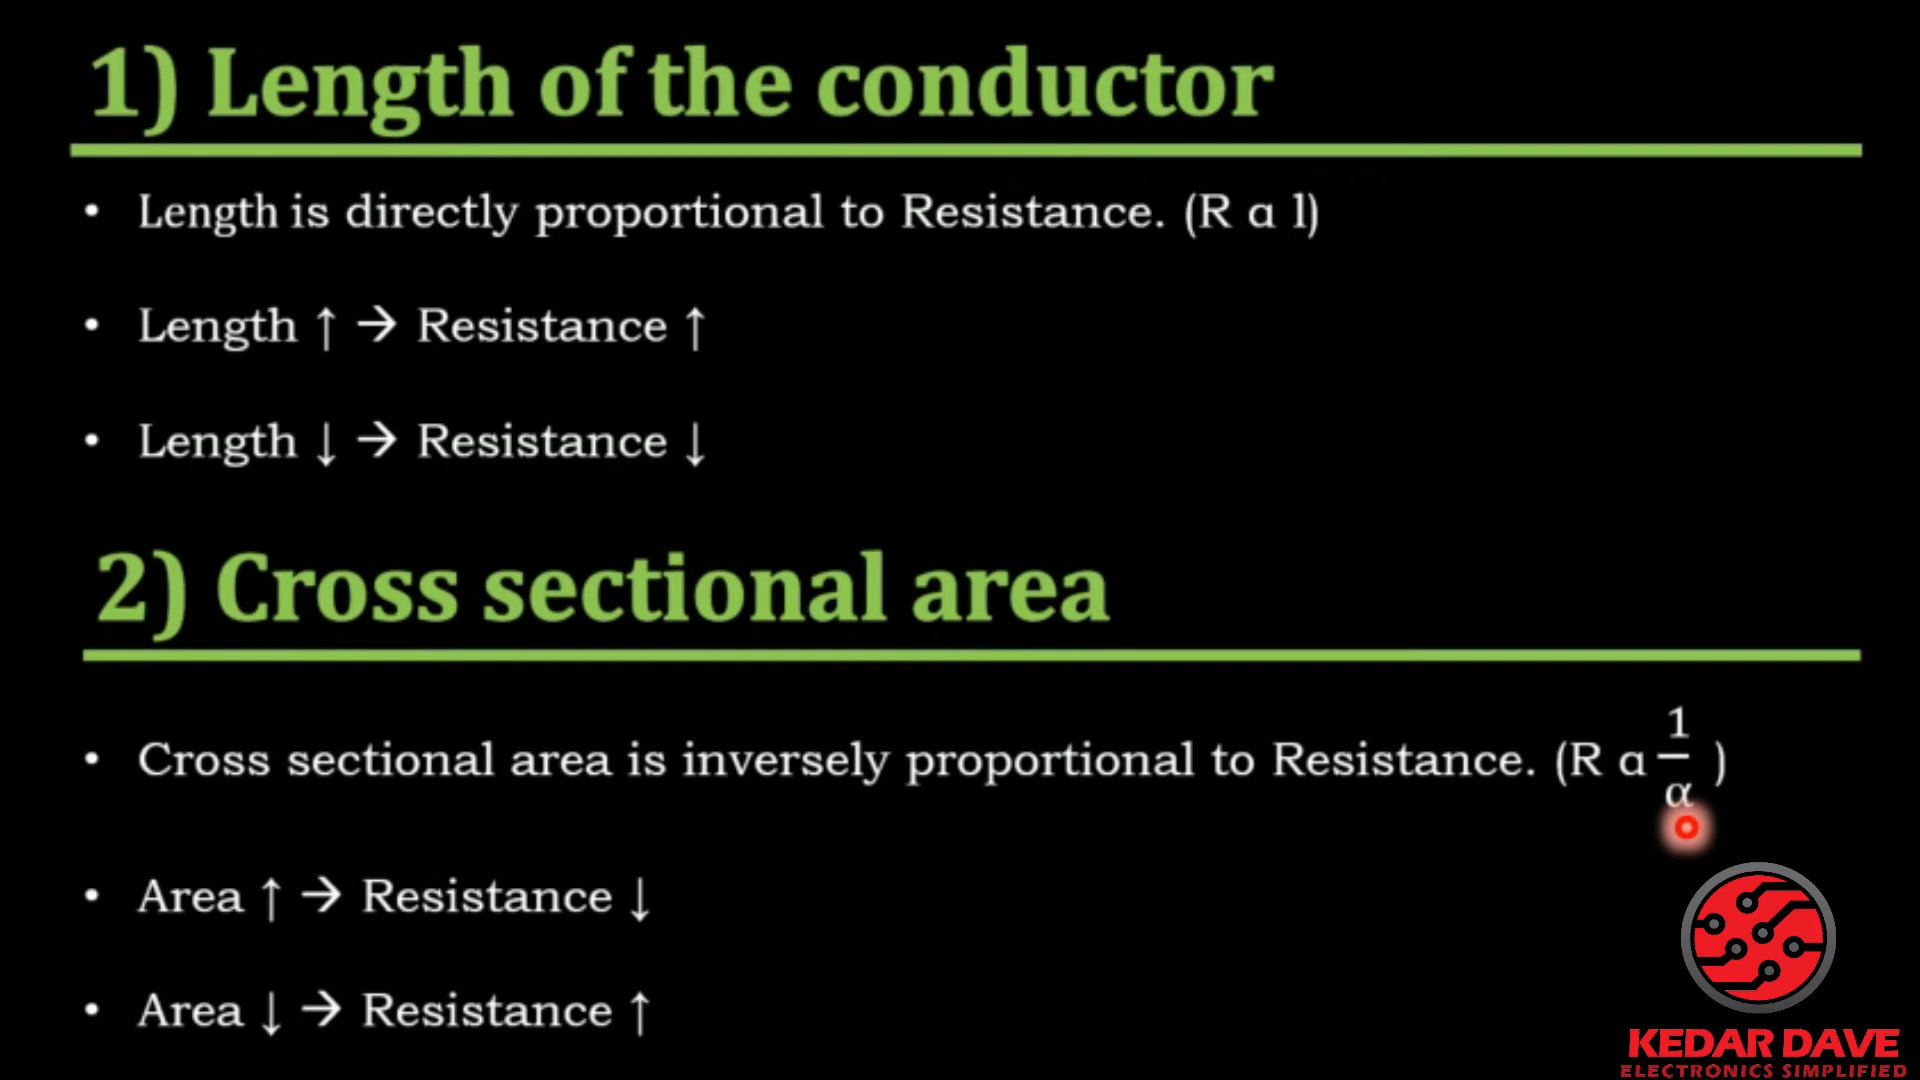 1) Length of the conductor
• Length is directly proportional to Resistance. (R ɑ l)
• Length ↑ → Resistance ↑
• Length ↓ → Resistance ↓
2) Cross sectional area
• Cross sectional area is inversely proportional to Resistance. (R ɑ 1/α )
• Area ↑ → Resistance ↓
• Area ↓ → Resistance ↑
KEDAR DAVE
ELECTRONICS SIMPLIFIED